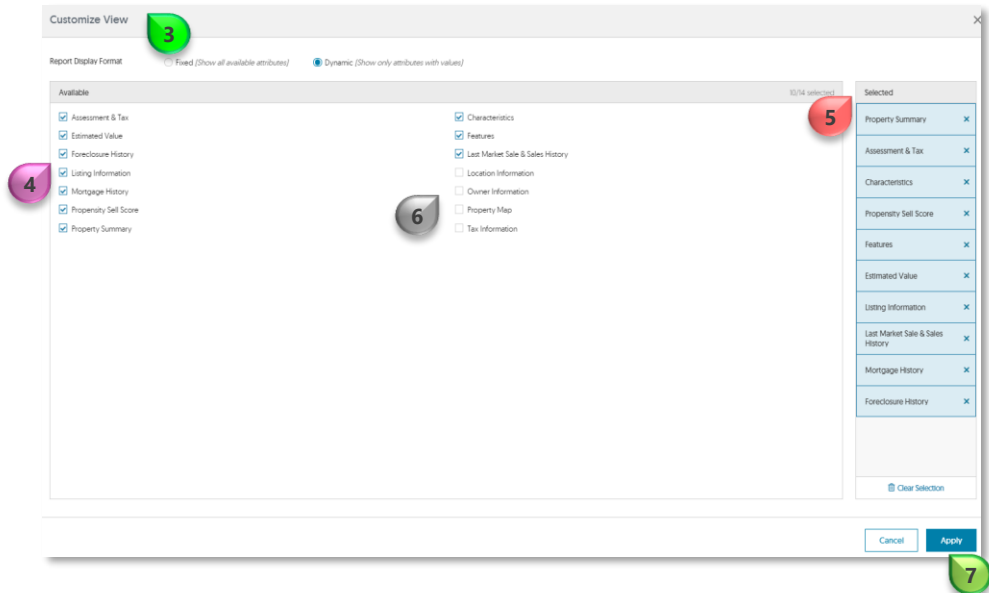 Customize View
×
3
Report Display Format
Fixed [Show all available attributes]
Dynamic [Show only attributes with values]
Available
10/14 selected
Assessment & Tax
Estimated Value
Foreclosure History
Listing Information
4
Mortgage History
Propensity Sell Score
Property Summary
Characteristics
Features
Last Market Sale & Sales History
Location Information
Owner Information
6
Property Map
Tax Information
Selected
5
Property Summary ×
Assessment & Tax ×
Characteristics ×
Propensity Sell Score ×
Features ×
Estimated Value ×
Listing Information ×
Last Market Sale & Sales
History ×
Mortgage History ×
Foreclosure History ×
Clear Selection
Cancel
Apply
7